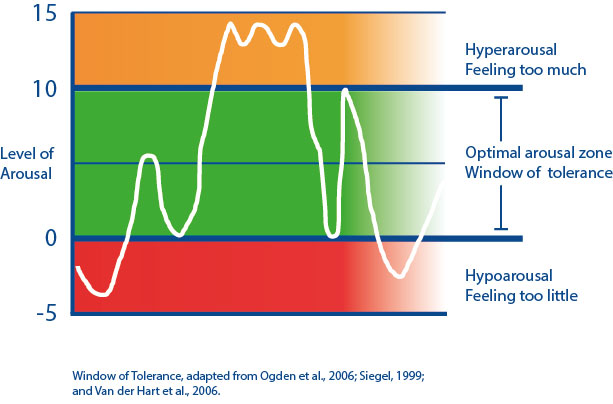 15
Hyperarousal
Feeling too much
10
Level of
Arousal
Optimal arousal zone
Window of tolerance
0
Hypoarousal
Feeling too little
-5
Window of Tolerance, adapted from Ogden et al., 2006; Siegel, 1999;
and Van der Hart et al., 2006.